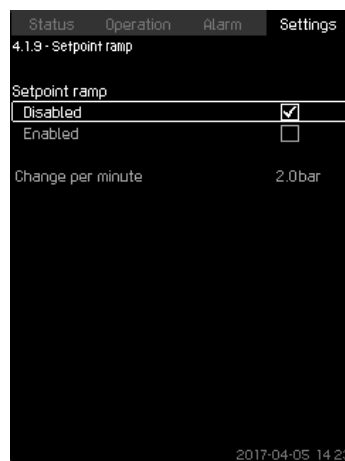 Status Operation Alarm Settings
4.1.9 - Setpoint ramp
Setpoint ramp
Disabled
Enabled
Change per minute 2.0bar
2017-04-05 14:23